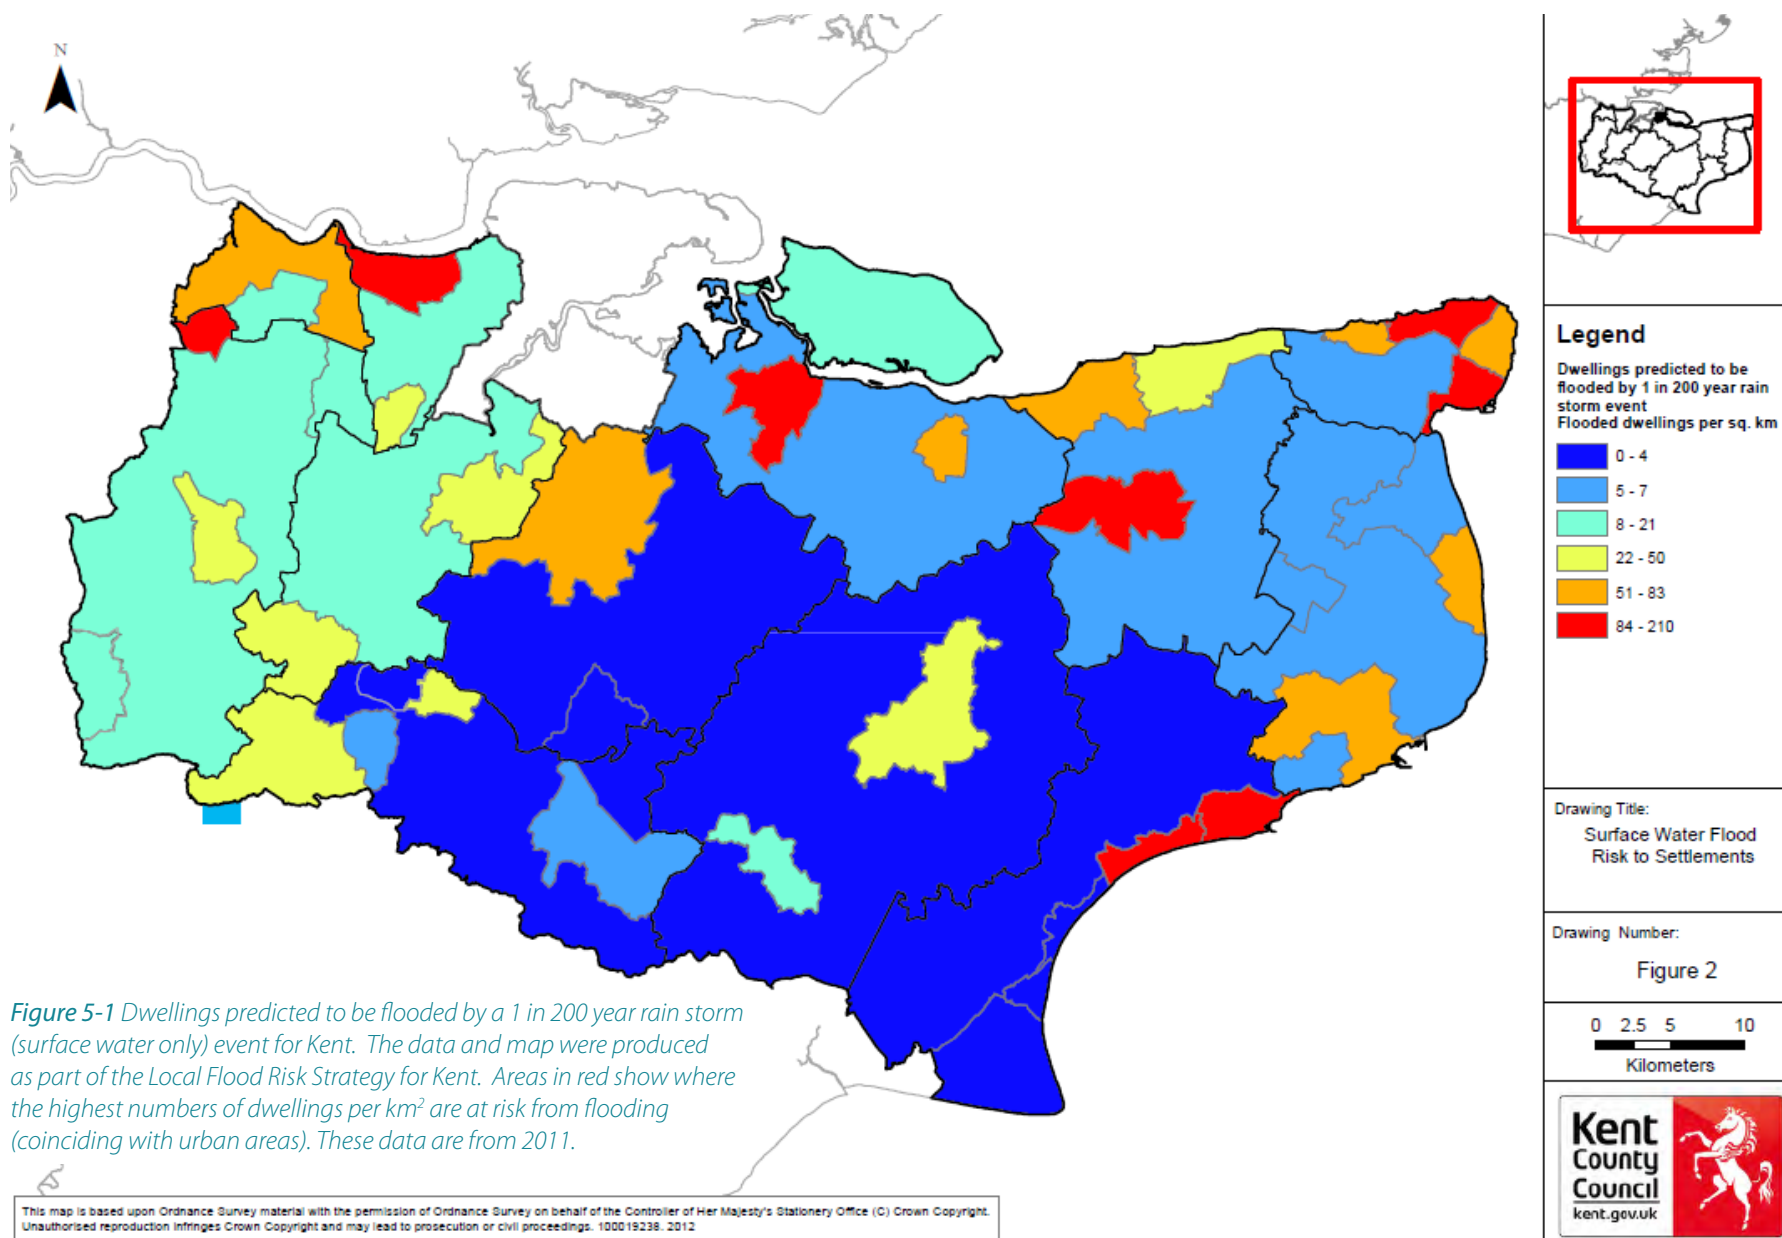 N
Legend
Dwellings predicted to be
flooded by 1 in 200 year rain
storm event
Flooded dwellings per sq. km
0 - 4
5 - 7
8 - 21
22 - 50
51 - 83
84 - 210
Drawing Title:
Surface Water Flood
Risk to Settlements
Drawing Number:
Figure 2
0 2.5 5 10
Kilometers
Kent
County
Council
kent.gov.uk
Figure 5-1 Dwellings predicted to be flooded by a 1 in 200 year rain storm
(surface water only) event for Kent. The data and map were produced
as part of the Local Flood Risk Strategy for Kent. Areas in red show where
the highest numbers of dwellings per km² are at risk from flooding
(coinciding with urban areas). These data are from 2011.
This map is based upon Ordnance Survey material with the permission of Ordnance Survey on behalf of the Controller of Her Majesty's Stationery Office (C) Crown Copyright.
Unauthorised reproduction infringes Crown Copyright and may lead to prosecution or civil proceedings. 100019238. 2012